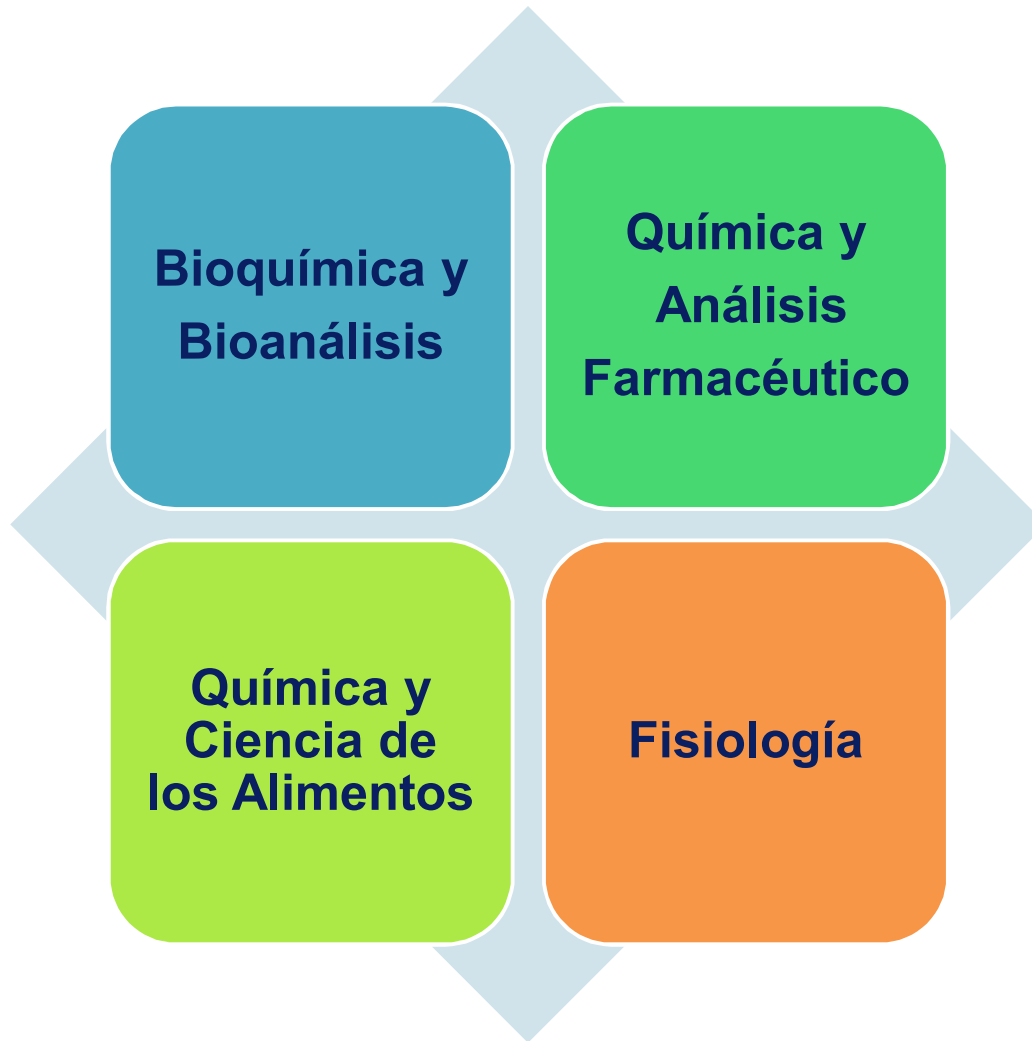 Bioquímica y
Bioanálisis
Química y
Análisis
Farmacéutico
Química y
Ciencia de
los Alimentos
Fisiología